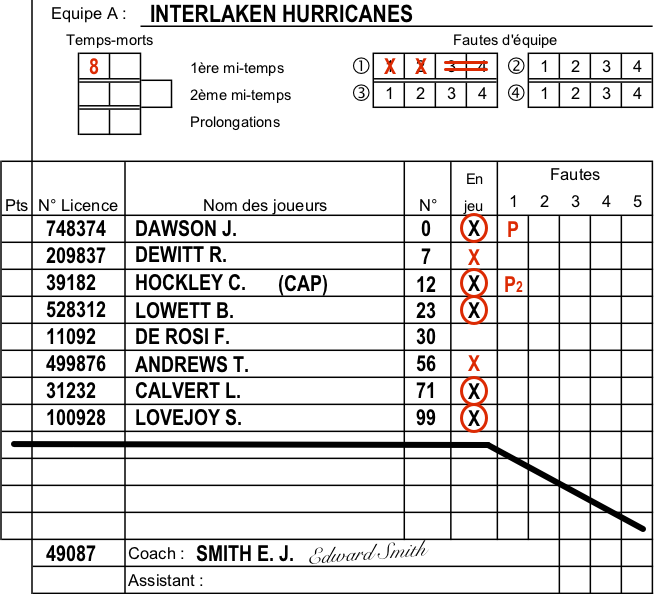 Equipe A : INTERLAKEN HURRICANES
Temps-morts Fautes d'équipe
8 1ère mi-temps ① X X 3 4 ② 1 2 3 4
2ème mi-temps ③ 1 2 3 4 ④ 1 2 3 4
Prolongations
En Fautes
Pts N° Licence Nom des joueurs N° jeu 1 2 3 4 5
748374 DAWSON J. 0 X P
209837 DEWITT R. 7 X
39182 HOCKLEY C. (CAP) 12 X P2
528312 LOWETT B. 23 X
11092 DE ROSI F. 30
499876 ANDREWS T. 56 X
31232 CALVERT L. 71 X
100928 LOVEJOY S. 99 X
49087 Coach : SMITH E. J. Edward Smith
Assistant :